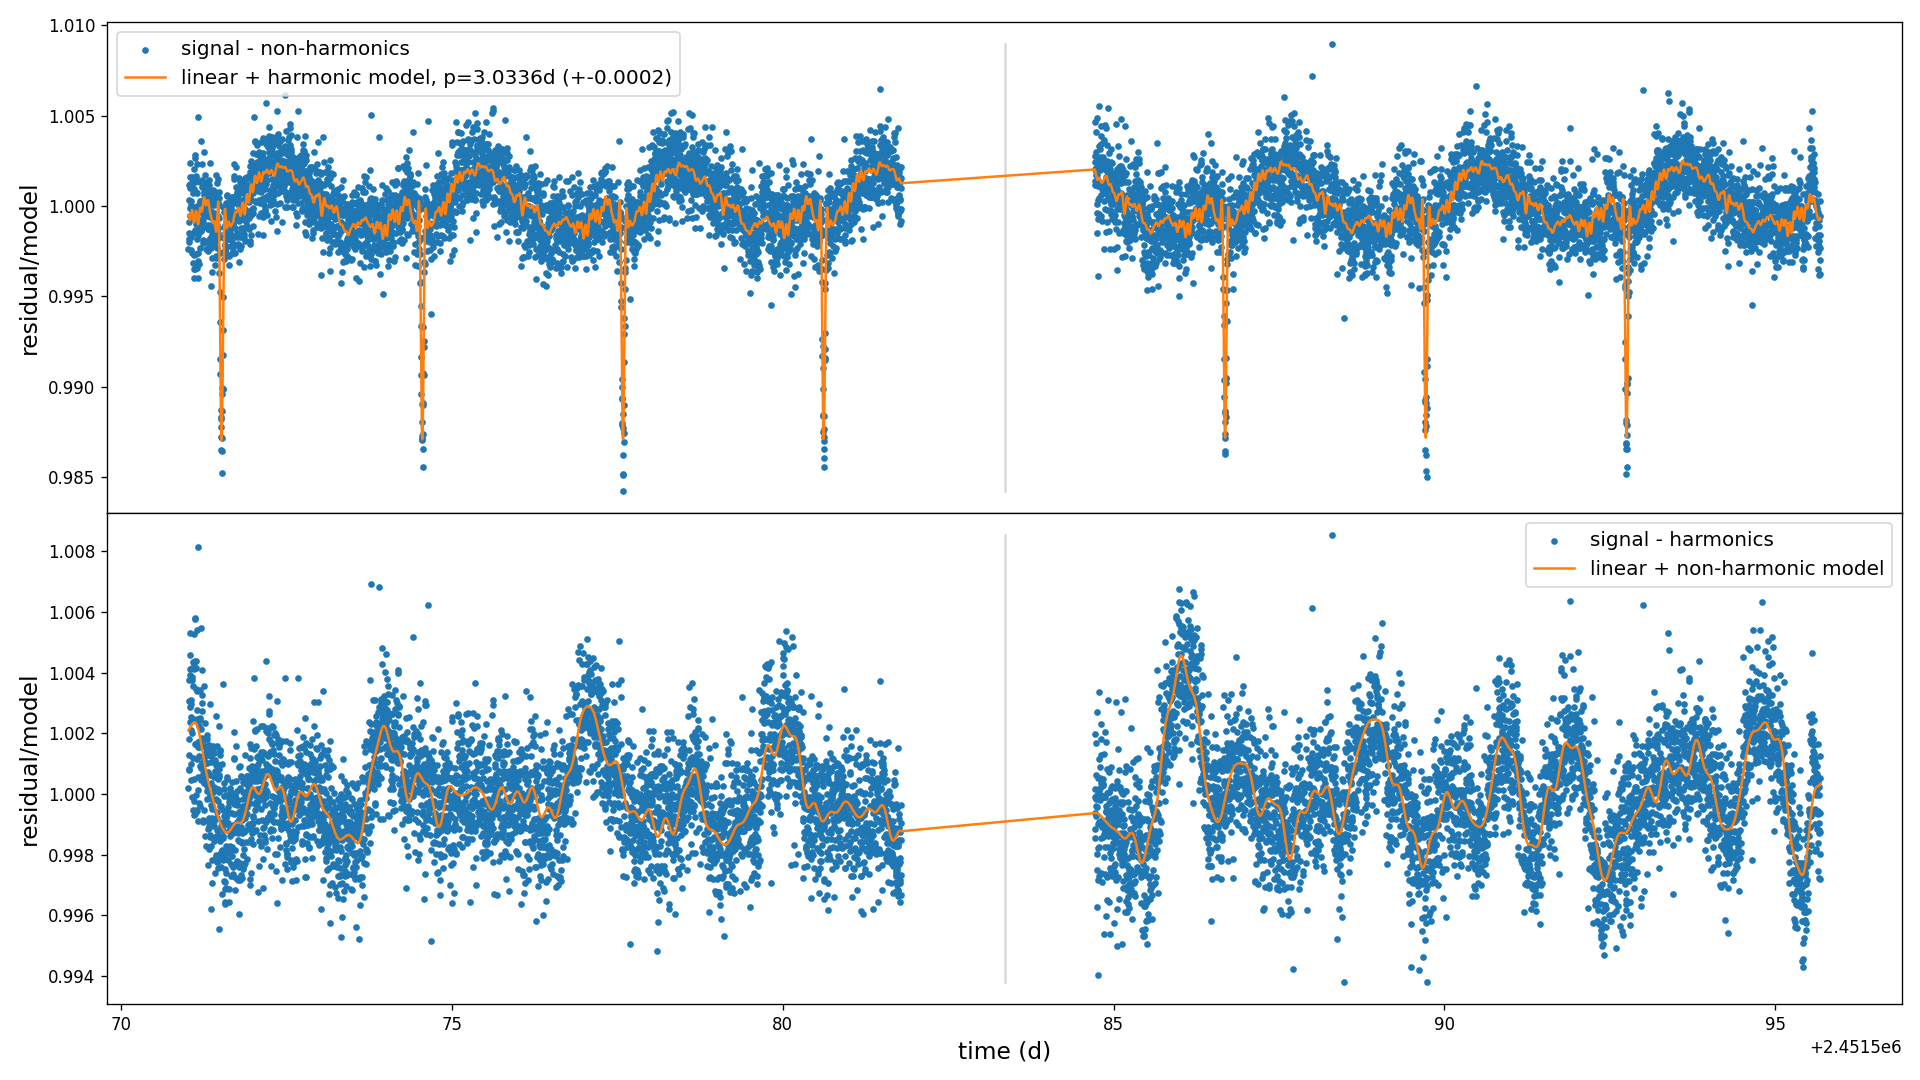 1.010
1.005
1.000
0.995
0.990
0.985
residual/model
signal - non-harmonics
linear + harmonic model, p=3.0336d (+-0.0002)
1.008
1.006
1.004
1.002
1.000
0.998
0.996
0.994
residual/model
signal - harmonics
linear + non-harmonic model
70
75
80
85
90
95
time (d)
+2.4515e6